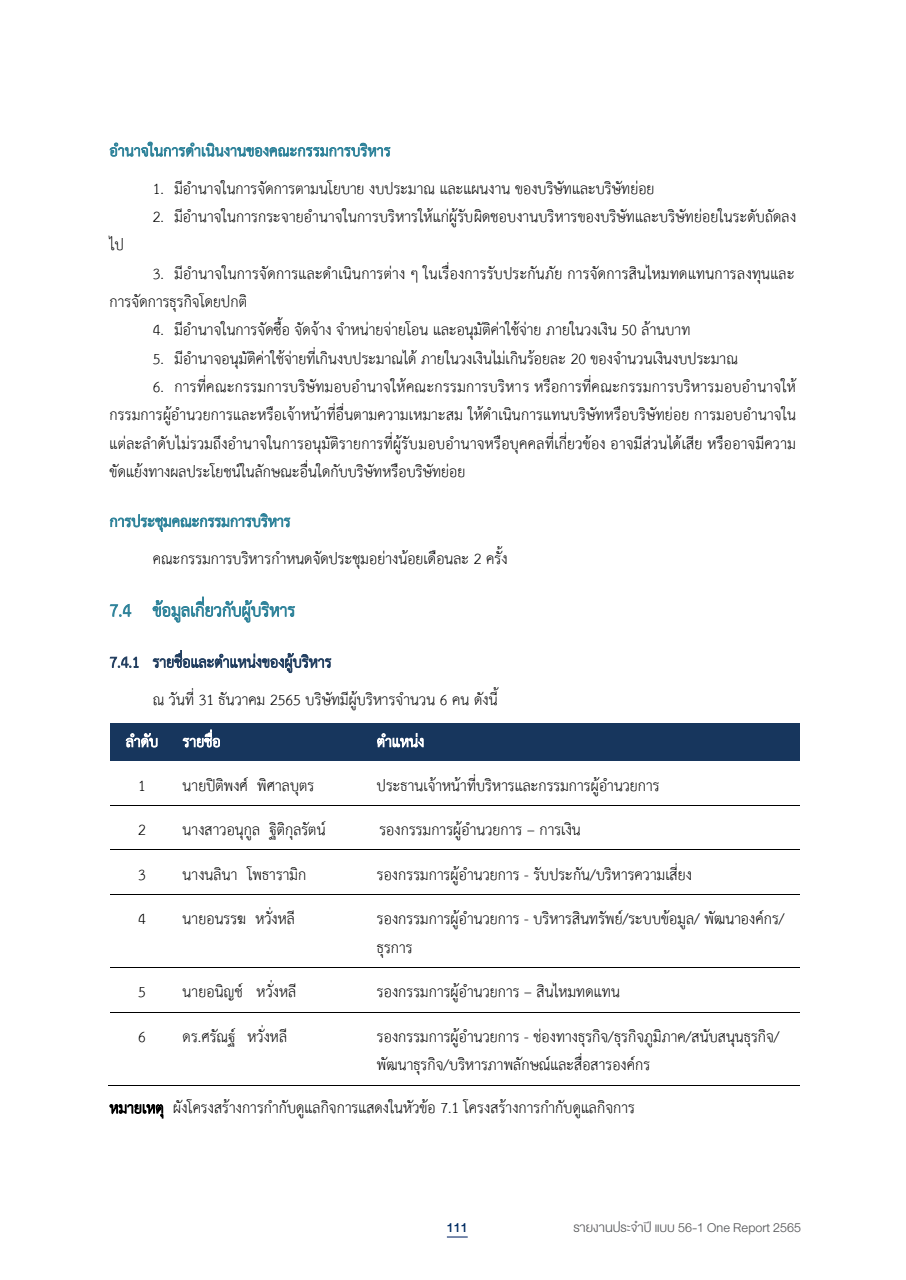 อำนาจในการดำเนินงานของคณะกรรมการบริหาร
1. มีอำนาจในการจัดการตามนโยบาย งบประมาณ และแผนงาน ของบริษัทและบริษัทย่อย
2. มีอำนาจในการกระจายอำนาจในการบริหารให้แก่ผู้รับผิดชอบงานบริหารของบริษัทและบริษัทย่อยในระดับถัดลง
ไป
3. มีอำนาจในการจัดการและดำเนินการต่าง ๆ ในเรื่องการรับประกันภัย การจัดการสินไหมทดแทนการลงทุนและ
การจัดการธุรกิจโดยปกติ
4. มีอำนาจในการจัดซื้อ จัดจ้าง จำหน่ายจ่ายโอน และอนุมัติค่าใช้จ่าย ภายในวงเงิน 50 ล้านบาท
5. มีอำนาจอนุมัติค่าใช้จ่ายที่เกินงบประมาณได้ ภายในวงเงินไม่เกินร้อยละ 20 ของจำนวนเงินงบประมาณ
6. การที่คณะกรรมการบริษัทมอบอำนาจให้คณะกรรมการบริหาร หรือการที่คณะกรรมการบริหารมอบอำนาจให้
กรรมการผู้อำนวยการและหรือเจ้าหน้าที่อื่นตามความเหมาะสม ให้ดำเนินการแทนบริษัทหรือบริษัทย่อย การมอบอำนาจใน
แต่ละลำดับไม่รวมถึงอำนาจในการอนุมัติรายการที่ผู้รับมอบอำนาจหรือบุคคลที่เกี่ยวข้อง อาจมีส่วนได้เสีย หรืออาจมีความ
ขัดแย้งทางผลประโยชน์ในลักษณะอื่นใดกับบริษัทหรือบริษัทย่อย
การประชุมคณะกรรมการบริหาร
คณะกรรมการบริหารกำหนดจัดประชุมอย่างน้อยเดือนละ 2 ครั้ง
7.4 ข้อมูลเกี่ยวกับผู้บริหาร
7.4.1 รายชื่อและตำแหน่งของผู้บริหาร
ณ วันที่ 31 ธันวาคม 2565 บริษัทมีผู้บริหารจำนวน 6 คน ดังนี้
ลำดับ รายชื่อ ตำแหน่ง
1 นายปิติพงศ์ พิศาลบุตร ประธานเจ้าหน้าที่บริหารและกรรมการผู้อำนวยการ
2 นางสาวอนุกูล ฐิติกุลรัตน์ รองกรรมการผู้อำนวยการ – การเงิน
3 นางนลินา โพธารามิก รองกรรมการผู้อำนวยการ - รับประกัน/บริหารความเสี่ยง
4 นายอนรรฆ หวั่งหลี รองกรรมการผู้อำนวยการ - บริหารสินทรัพย์/ระบบข้อมูล/ พัฒนาองค์กร/
ธุรการ
5 นายอนิญช์ หวั่งหลี รองกรรมการผู้อำนวยการ – สินไหมทดแทน
6 ดร.ศรัณฐ์ หวั่งหลี รองกรรมการผู้อำนวยการ - ช่องทางธุรกิจ/ธุรกิจภูมิภาค/สนับสนุนธุรกิจ/
พัฒนาธุรกิจ/บริหารภาพลักษณ์และสื่อสารองค์กร
หมายเหตุ ผังโครงสร้างการกำกับดูแลกิจการแสดงในหัวข้อ 7.1 โครงสร้างการกำกับดูแลกิจการ
111 รายงานประจำปี แบบ 56-1 One Report 2565